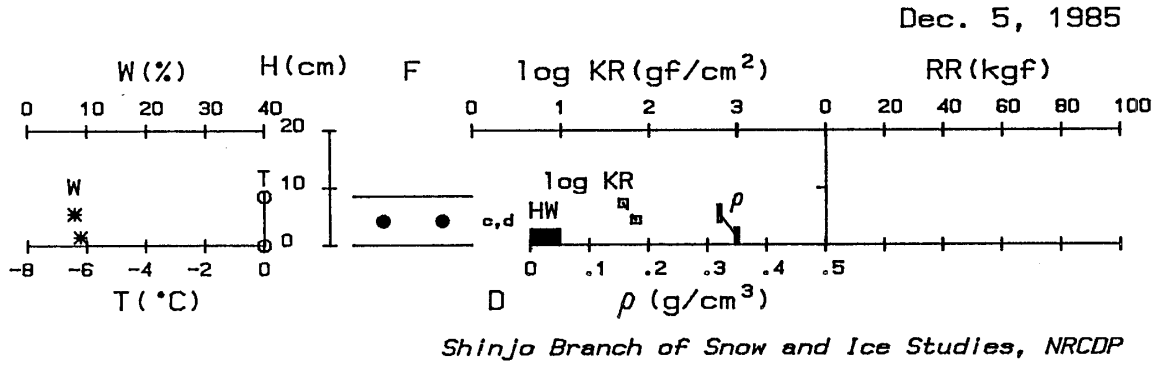 Dec. 5, 1985
W(%) H(cm) F log KR(gf/cm²) RR(kgf)
0 10 20 30 40 0 1 2 3 0 20 40 60 80 100
20
T
W 10 log KR ρ
HW
c,d
0
-8 -6 -4 -2 0 0 .1 .2 .3 .4 .5
T(°C) D ρ(g/cm³)
Shinjo Branch of Snow and Ice Studies, NRCDP